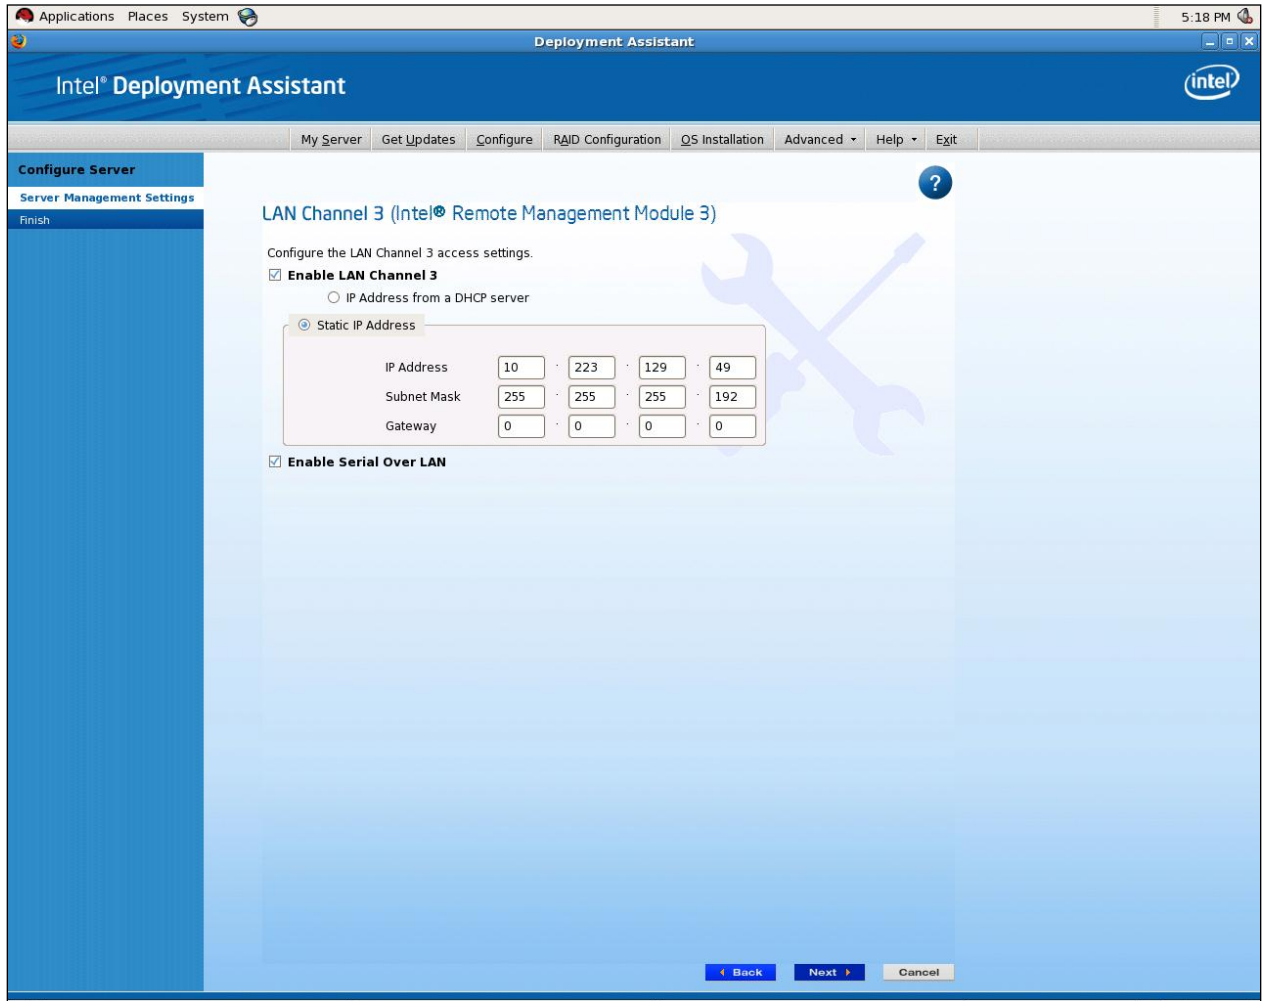 Applications Places System 5:18 PM
Deployment Assistant
Intel® Deployment Assistant intel
My Server Get Updates Configure RAID Configuration OS Installation Advanced Help Exit
Configure Server
Server Management Settings
Finish
?
LAN Channel 3 (Intel® Remote Management Module 3)
Configure the LAN Channel 3 access settings.
Enable LAN Channel 3
IP Address from a DHCP server
Static IP Address
IP Address 10 . 223 . 129 . 49
Subnet Mask 255 . 255 . 255 . 192
Gateway 0 . 0 . 0 . 0
Enable Serial Over LAN
Back Next Cancel